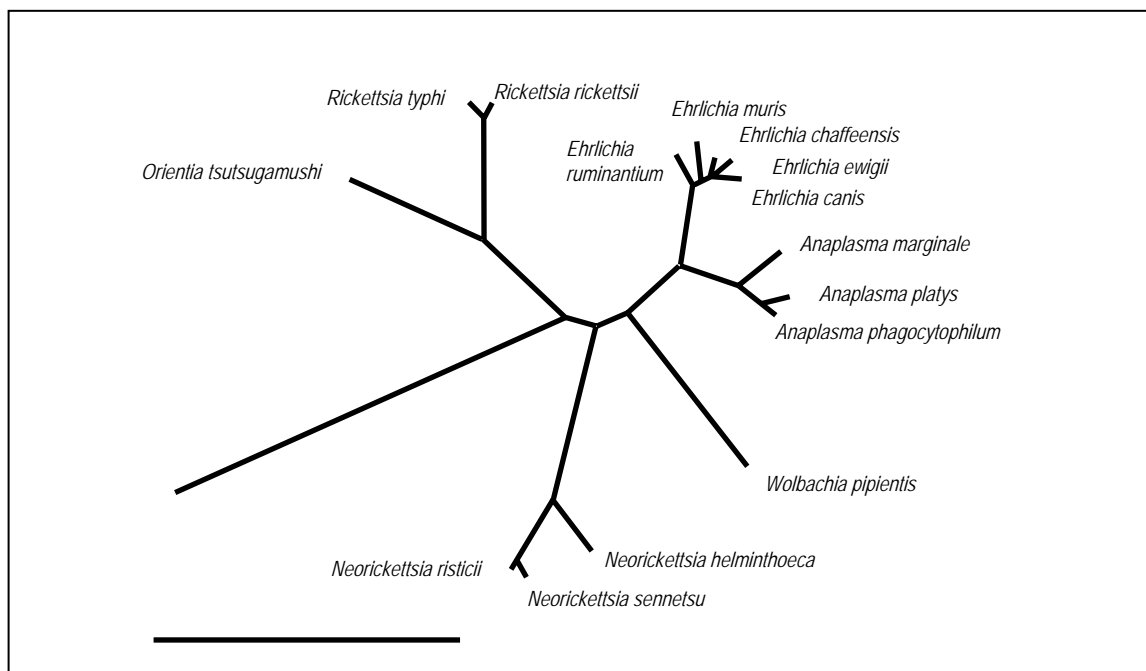 Rickettsia typhi
Rickettsia rickettsii
Orientia tsutsugamushi
Ehrlichia muris
Ehrlichia chaffeensis
Ehrlichia
ruminantium
Ehrlichia ewigii
Ehrlichia canis
Anaplasma marginale
Anaplasma platys
Anaplasma phagocytophilum
Wolbachia pipientis
Neorickettsia helminthoeca
Neorickettsia risticii
Neorickettsia sennetsu